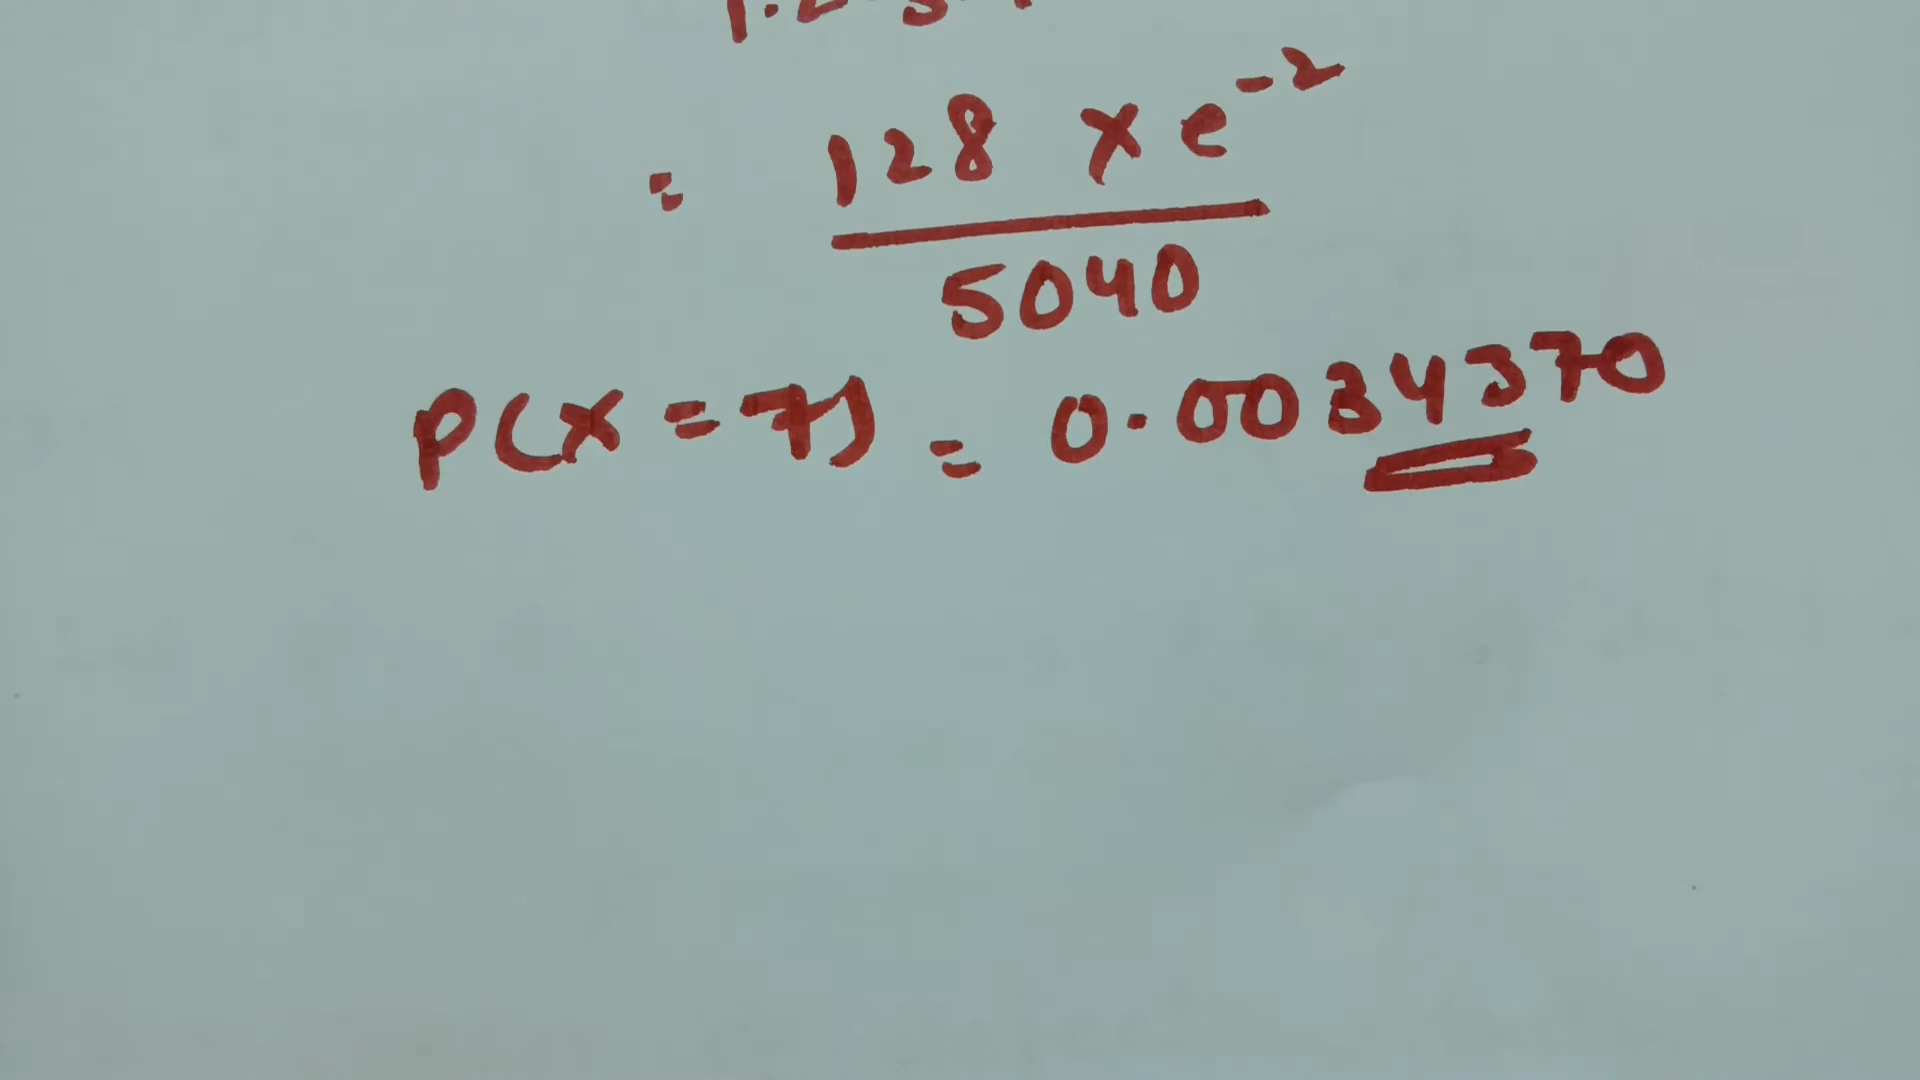 = 128 × e⁻²
5040
P(X=7) = 0.0034370